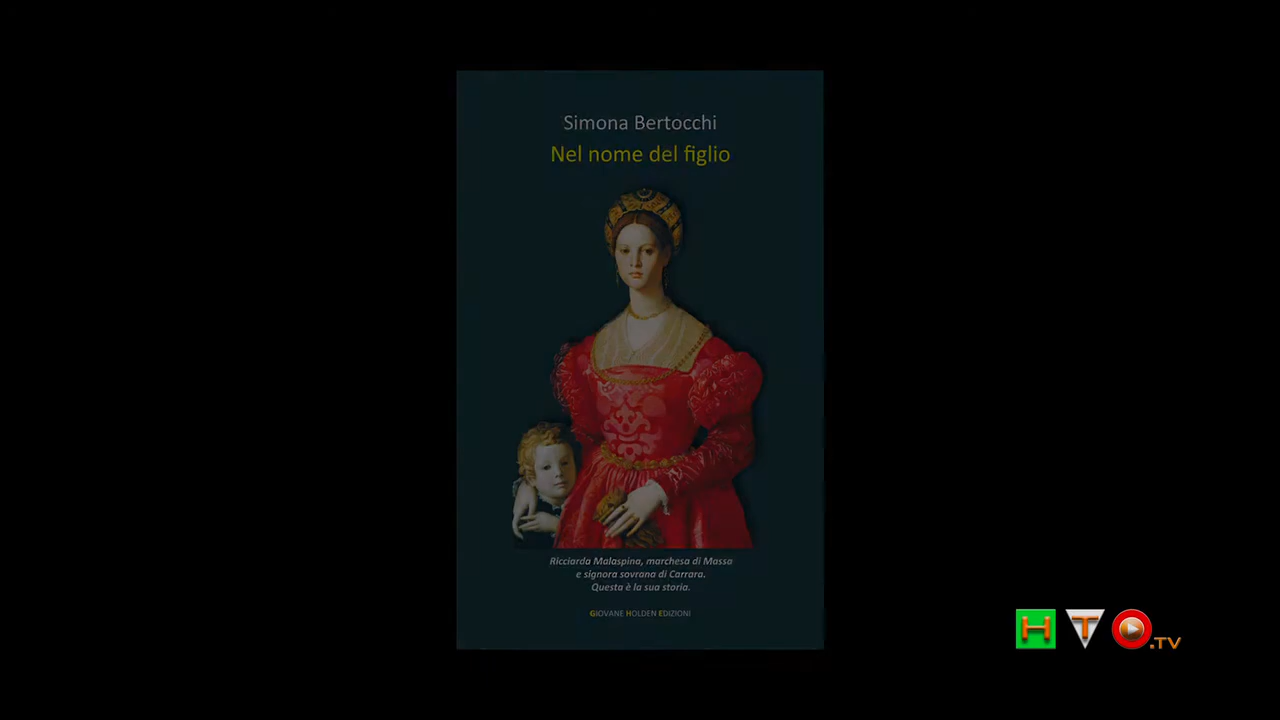 Simona Bertocchi
Nel nome del figlio
Ricciarda Malaspina, marchesa di Massa
e signora sovrana di Carrara.
Questa è la sua storia.
GIOVANE HOLDEN EDIZIONI
HTO.TV